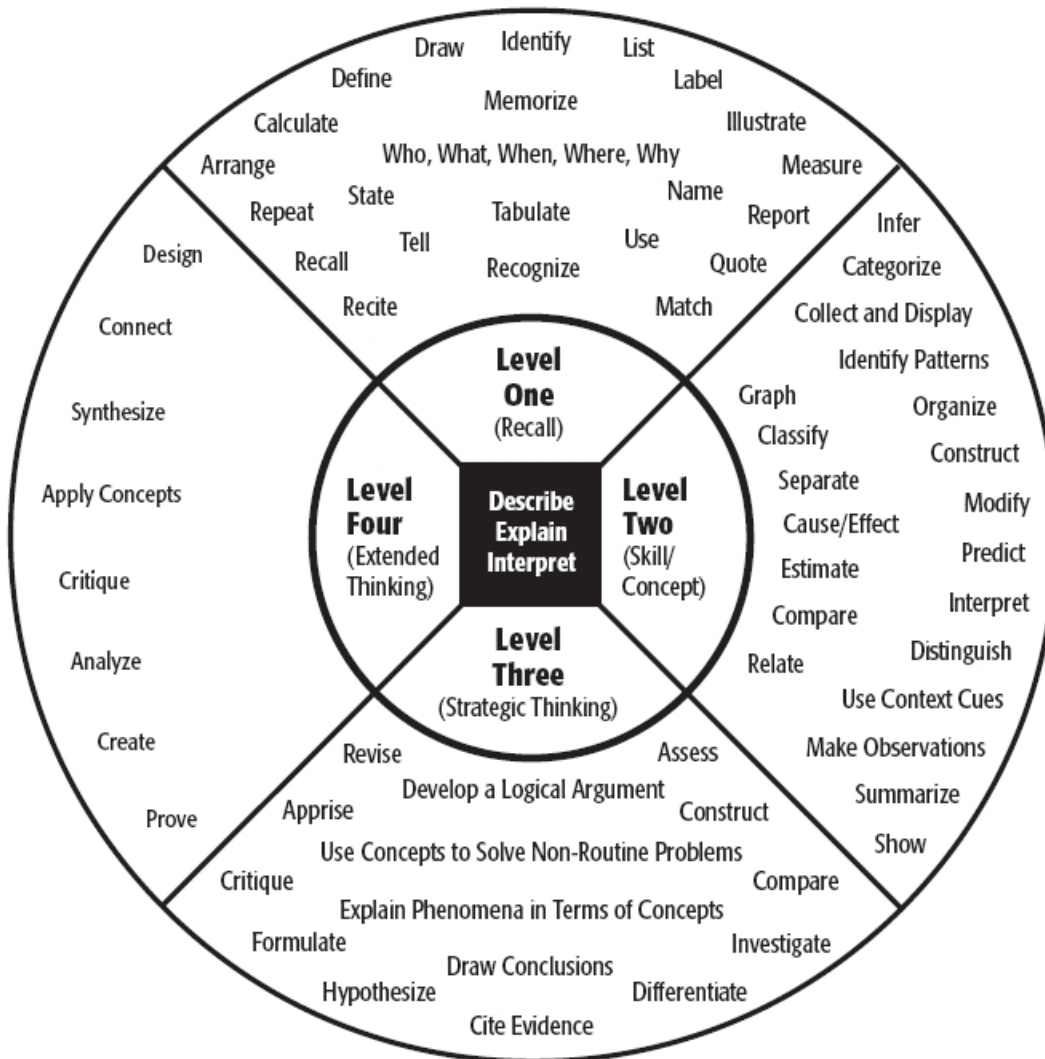 Draw
Identify
List
Define
Label
Memorize
Calculate
Illustrate
Who, What, When, Where, Why
Arrange
Measure
State
Name
Repeat
Tabulate
Report
Tell
Use
Recall
Recognize
Quote
Recite
Match
Level
One
(Recall)
Infer
Categorize
Collect and Display
Identify Patterns
Graph
Organize
Classify
Construct
Separate
Modify
Cause/Effect
Predict
Estimate
Interpret
Compare
Distinguish
Relate
Use Context Cues
Make Observations
Summarize
Show
Level
Two
(Skill/
Concept)
Describe
Explain
Interpret
Level
Three
(Strategic Thinking)
Revise
Assess
Develop a Logical Argument
Apprise
Construct
Use Concepts to Solve Non-Routine Problems
Critique
Compare
Explain Phenomena in Terms of Concepts
Formulate
Investigate
Draw Conclusions
Hypothesize
Differentiate
Cite Evidence
Level
Four
(Extended
Thinking)
Design
Connect
Synthesize
Apply Concepts
Critique
Analyze
Create
Prove